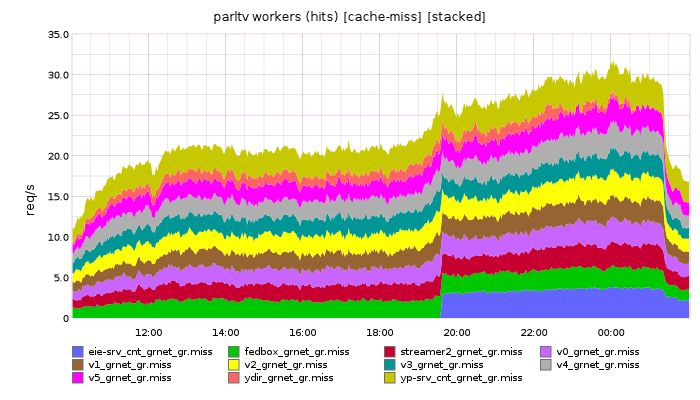 parltv workers (hits) [cache-miss] [stacked]
35.0
30.0
25.0
20.0
15.0
10.0
5.0
0
req/s
12:00 14:00 16:00 18:00 20:00 22:00 00:00
eie-srv_cnt_grnet_gr.miss fedbox_grnet_gr.miss streamer2_grnet_gr.miss v0_grnet_gr.miss
v1_grnet_gr.miss v2_grnet_gr.miss v3_grnet_gr.miss v4_grnet_gr.miss
v5_grnet_gr.miss ydir_grnet_gr.miss yp-srv_cnt_grnet_gr.miss